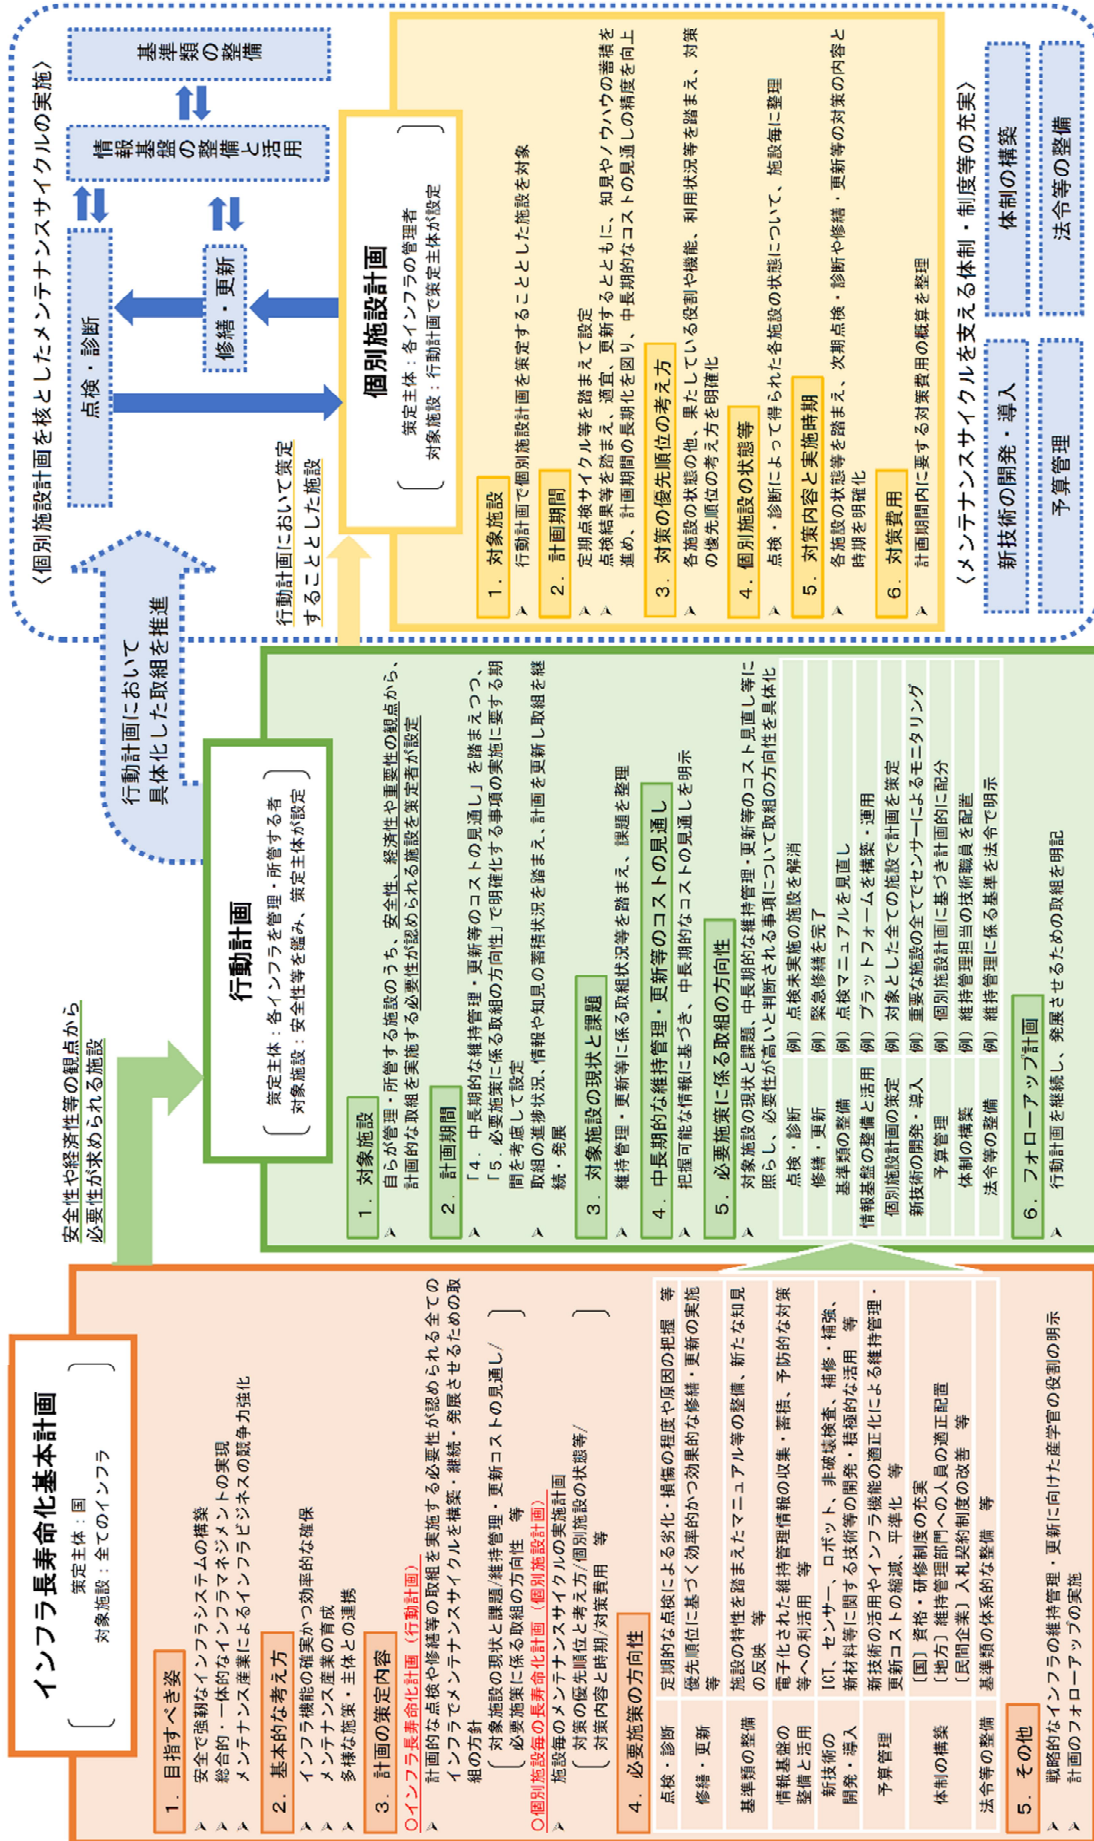 インフラ長寿命化基本計画
策定主体：国
対象施設：全てのインフラ
1．目指すべき姿
➢ 安全で強靭なインフラシステムの構築
➢ 総合的・一体的なインフラマネジメントの実現
➢ メンテナンス産業によるインフラビジネスの競争力強化
2．基本的な考え方
➢ インフラ機能の確実かつ効率的な確保
➢ メンテナンス産業の育成
➢ 多様な施策・主体との連携
3．計画の策定内容
○インフラ長寿命化計画（行動計画）
➢ 計画的な点検や修繕等の取組を実施する必要性が認められる全ての
インフラでメンテナンスサイクルを構築・継続・発展させるための取
組の方針
対象施設の現状と課題/維持管理・更新コストの見通し/
必要施策に係る取組の方向性 等
○個別施設毎の長寿命化計画（個別施設計画）
➢ 施設毎のメンテナンスサイクルの実施計画
対策の優先順位と考え方/個別施設の状態等/
対策内容と時期/対策費用 等
4．必要施策の方向性
点検・診断 定期的な点検による劣化・損傷の程度や原因の把握 等
修繕・更新 優先順位に基づく効率的かつ効果的な修繕・更新の実施
等
基準類の整備 施設の特性を踏まえたマニュアル等の整備、新たな知見
の反映 等
情報基盤の 電子化された維持管理情報の収集・蓄積、予防的な対策
整備と活用 等への利活用 等
新技術の ICT、センサー、ロボット、非破壊検査、補修・補強、
開発・導入 新材料等に関する技術等の開発・積極的な活用 等
予算管理 新技術の活用やインフラ機能の適正化による維持管理・
更新コストの縮減、平準化 等
体制の構築 ［国］資格・研修制度の充実
［地方］維持管理部門への人員の適正配置
［民間企業］入札契約制度の改善 等
法令等の整備 基準類の体系的な整備 等
5．その他
➢ 戦略的なインフラの維持管理・更新に向けた産学官の役割の明示
➢ 計画のフォローアップの実施
安全性や経済性等の観点から
必要性が求められる施設
行動計画
策定主体：各インフラを管理・所管する者
対象施設：安全性等を鑑み、策定主体が設定
1．対象施設
➢ 自らが管理・所管する施設のうち、安全性、経済性や重要性の観点から、
計画的な取組を実施する必要性が認められる施設を策定者が設定
2．計画期間
➢ 「4．中長期的な維持管理・更新等のコストの見通し」を踏まえつつ、
「5．必要施策に係る取組の方向性」で明確化する事項の実施に要する期
間を考慮して設定
➢ 取組の進捗状況、情報や知見の蓄積状況を踏まえ、計画を更新し取組を継
続・発展
3．対象施設の現状と課題
➢ 維持管理・更新等に係る取組状況等を踏まえ、課題を整理
4．中長期的な維持管理・更新等のコストの見通し
➢ 把握可能な情報に基づき、中長期的なコストの見通しを明示
5．必要施策に係る取組の方向性
➢ 対象施設の現状と課題、中長期的な維持管理・更新等のコスト見直し等に
照らし、必要性が高いと判断される事項について取組の方向性を具体化
点検・診断 例）点検未実施の施設を解消
修繕・更新 例）緊急修繕を完了
基準類の整備 例）点検マニュアルを見直し
情報基盤の整備と活用 例）プラットフォームを構築・運用
個別施設計画の策定 例）対象とした全ての施設で計画を策定
新技術の開発・導入 例）重要な施設の全てでセンサーによるモニタリング
予算管理 例）個別施設計画に基づき計画的に配分
体制の構築 例）維持管理担当の技術職員を配置
法令等の整備 例）維持管理に係る基準を法令で明示
6．フォローアップ計画
➢ 行動計画を継続し、発展させるための取組を明記
行動計画において
具体化した取組を推進
〈個別施設計画を核としたメンテナンスサイクルの実施〉
点検・診断
修繕・更新
情報基盤の整備と活用
基準類の整備
行動計画において策定
することとした施設
個別施設計画
策定主体：各インフラの管理者
対象施設：行動計画で策定主体が設定
1．対象施設
➢ 行動計画で個別施設計画を策定することとした施設を対象
2．計画期間
➢ 定期点検サイクル等を踏まえて設定
➢ 点検結果等を踏まえ、適宜、更新するとともに、知見やノウハウの蓄積を
進め、計画期間の長期化を図り、中長期的なコストの見通しの精度を向上
3．対策の優先順位の考え方
➢ 各施設の状態の他、果たしている役割や機能、利用状況等を踏まえ、対策
の優先順位の考え方を明確化
4．個別施設の状態等
➢ 点検・診断によって得られた各施設の状態について、施設毎に整理
5．対策内容と実施時期
➢ 各施設の状態等を踏まえ、次期点検・診断や修繕・更新等の対策の内容と
時期を明確化
6．対策費用
➢ 計画期間内に要する対策費用の概算を整理
〈メンテナンスサイクルを支える体制・制度等の充実〉
新技術の開発・導入
体制の構築
予算管理
法令等の整備